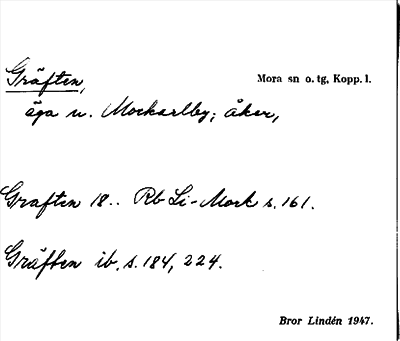 Gräften,
Mora sn o. tg, Kopp. l.
äga n. Mockarlby; åker,
Graften 18.. Rb Li-Mork s. 161.
Gräften ib. s. 184, 224.
Bror Lindén 1947.